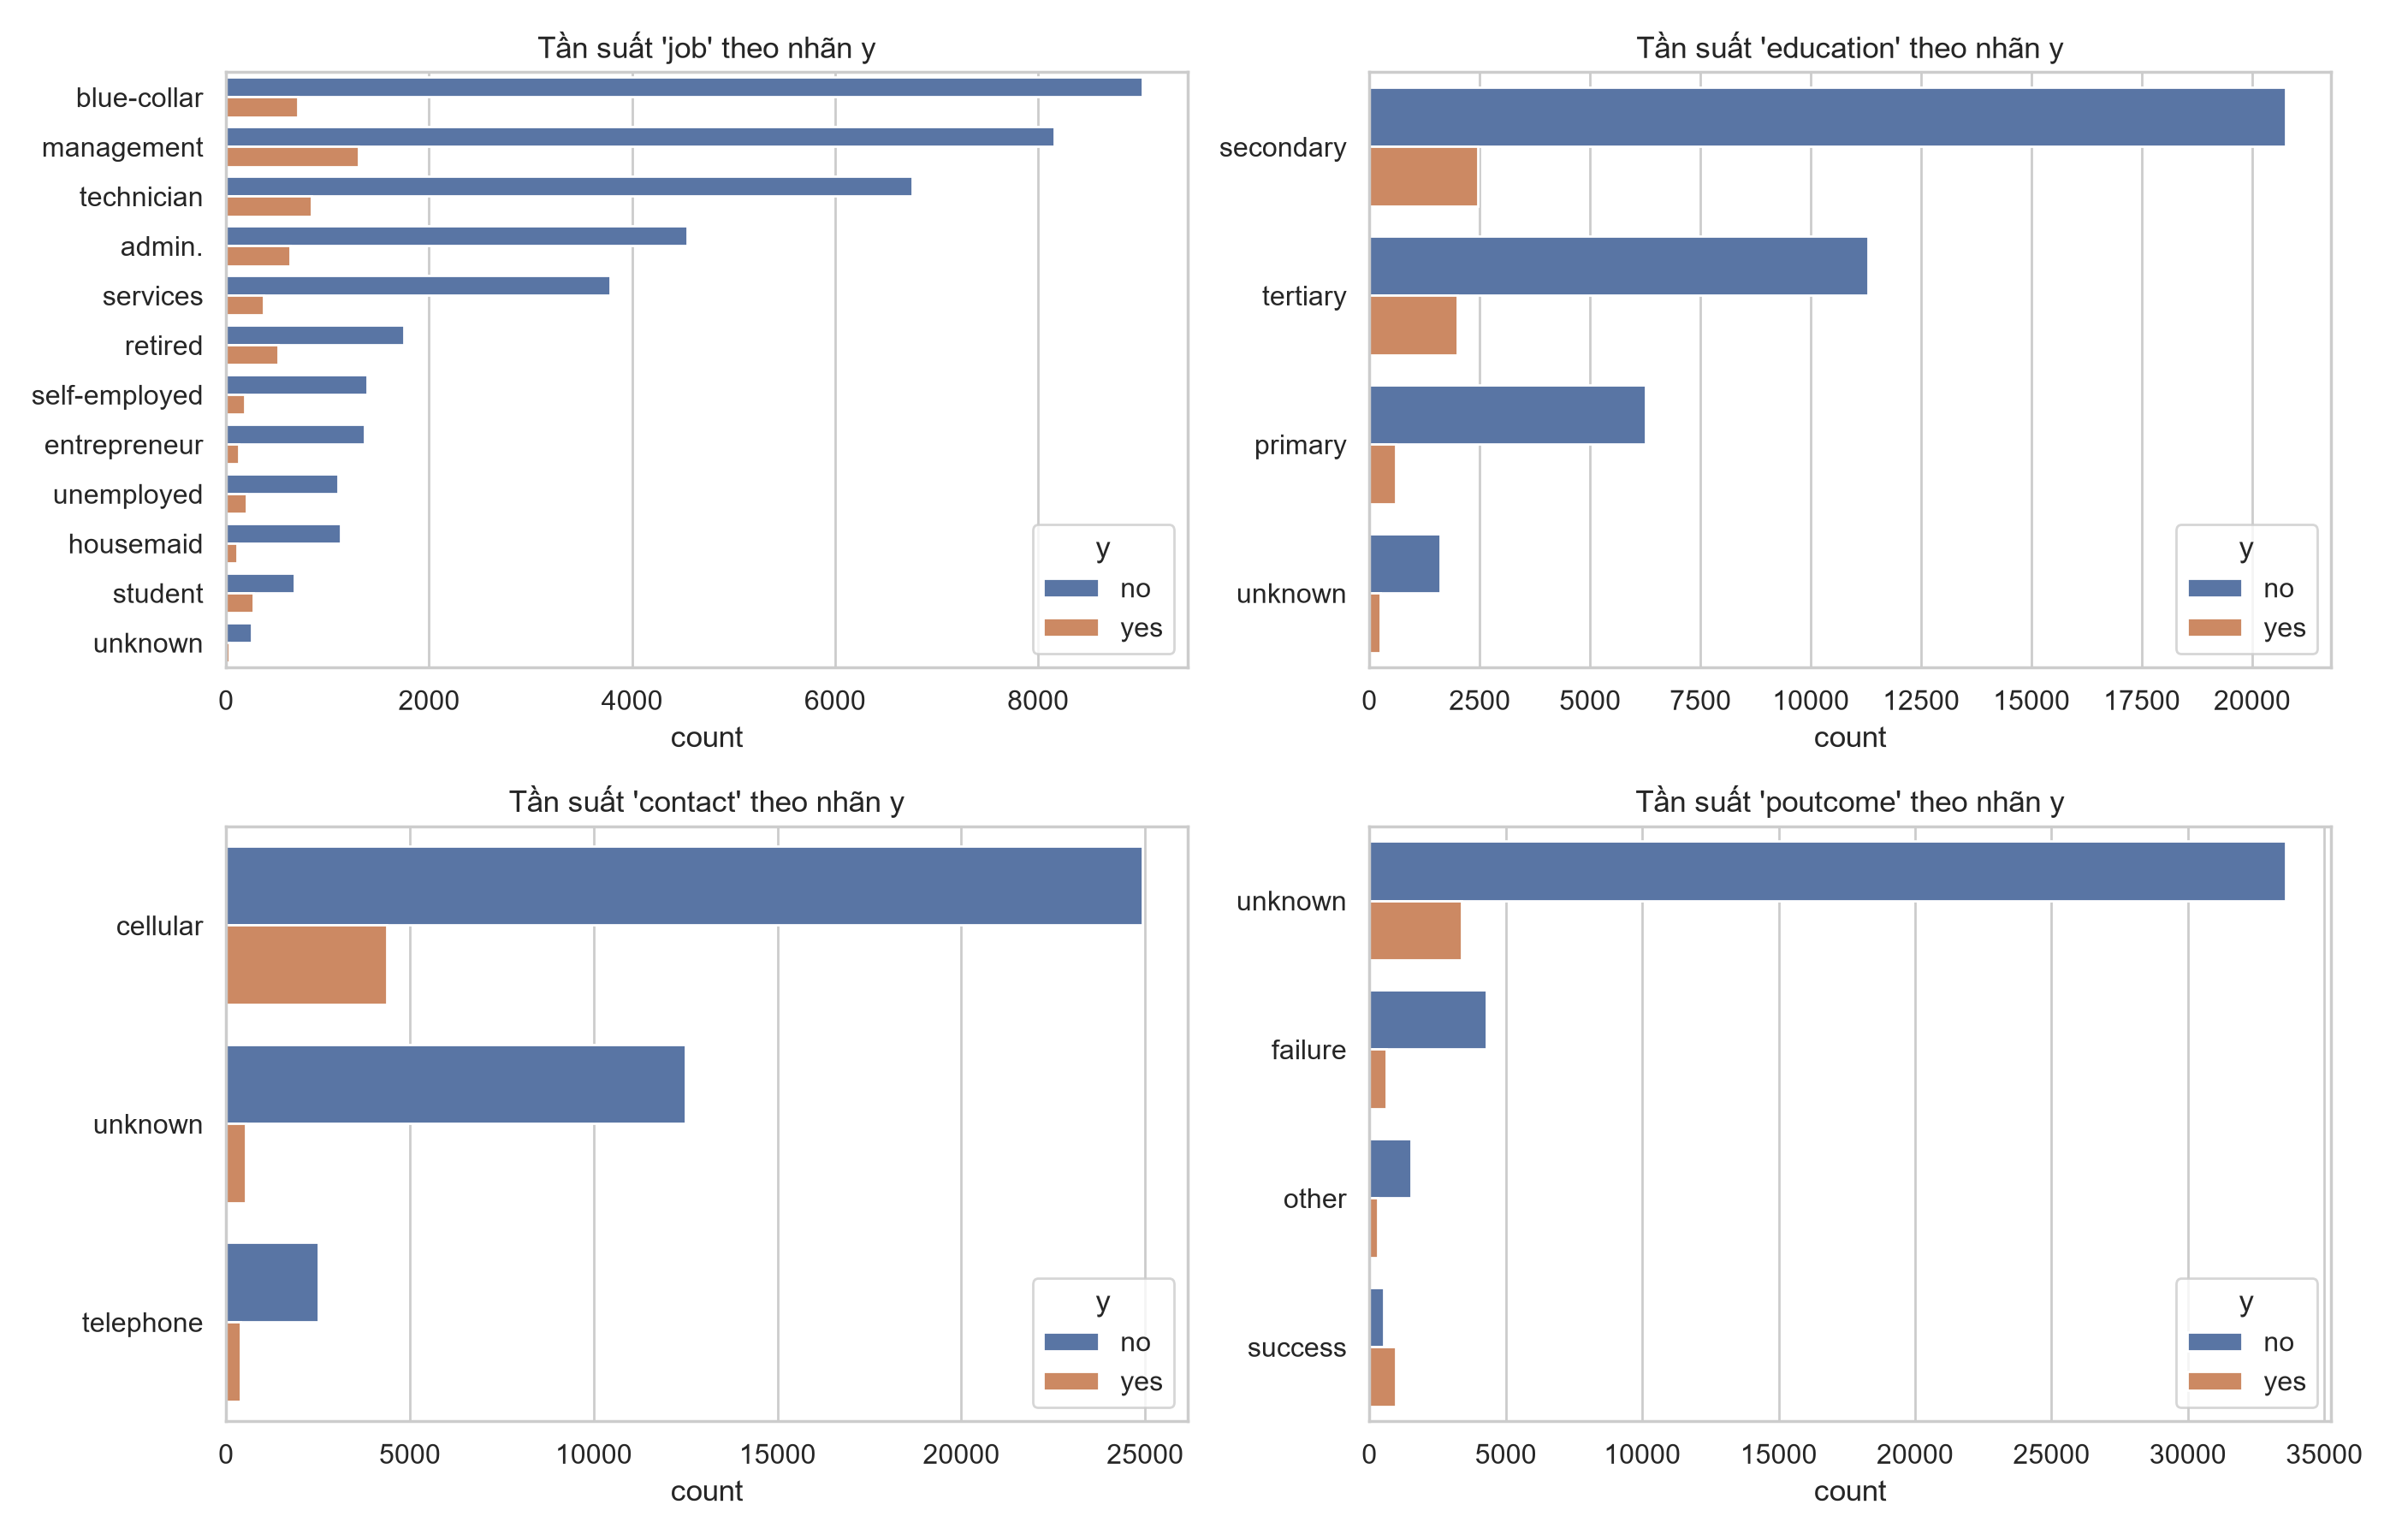 Tần suất 'job' theo nhãn y
blue-collar
management
technician
admin.
services
retired
self-employed
entrepreneur
unemployed
housemaid
student
unknown
0 2000 4000 6000 8000
count
y
no
yes
Tần suất 'education' theo nhãn y
secondary
tertiary
primary
unknown
0 2500 5000 7500 10000 12500 15000 17500 20000
count
y
no
yes
Tần suất 'contact' theo nhãn y
cellular
unknown
telephone
0 5000 10000 15000 20000 25000
count
y
no
yes
Tần suất 'poutcome' theo nhãn y
unknown
failure
other
success
0 5000 10000 15000 20000 25000 30000 35000
count
y
no
yes